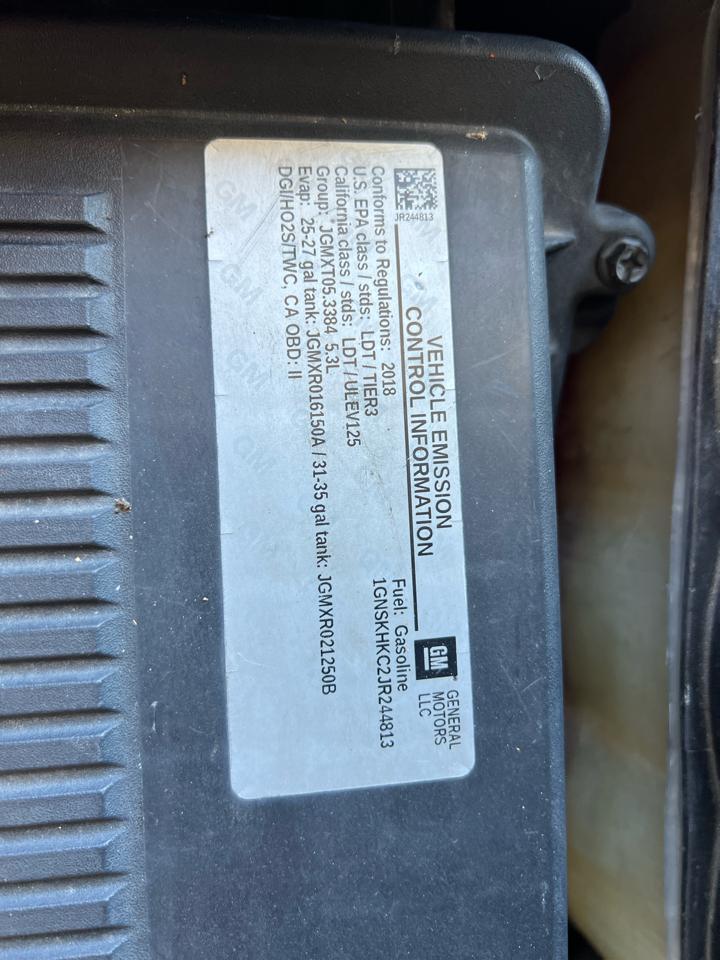 JR244813
VEHICLE EMISSION
CONTROL INFORMATION
GM
GENERAL
MOTORS
LLC
Conforms to Regulations: 2018
Fuel: Gasoline
U.S. EPA class / stds: LDT / TIER3
1GNSKHKC2JR244813
California class / stds: LDT / ULEV125
Group: JGMXT05.3384 5.3L
Evap: 25-27 gal tank: JGMXR016150A / 31-35 gal tank: JGMXR021250B
DGI/HO2S/TWC, CA OBD: II